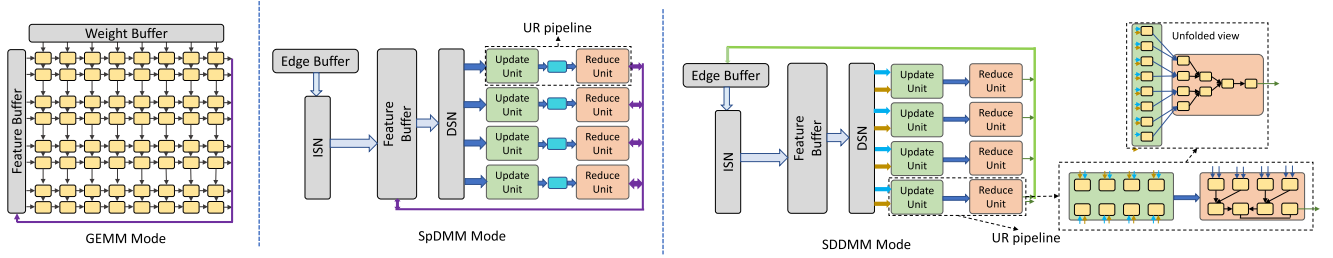 Weight Buffer
Feature Buffer
GEMM Mode
UR pipeline
Edge Buffer
ISN
Feature
Buffer
DSN
Update
Unit
Reduce
Unit
Update
Unit
Reduce
Unit
Update
Unit
Reduce
Unit
Update
Unit
Reduce
Unit
SpDMM Mode
Edge Buffer
ISN
Feature
Buffer
DSN
Update
Unit
Reduce
Unit
Update
Unit
Reduce
Unit
Update
Unit
Reduce
Unit
Update
Unit
Reduce
Unit
UR pipeline
SDDMM Mode
Unfolded view